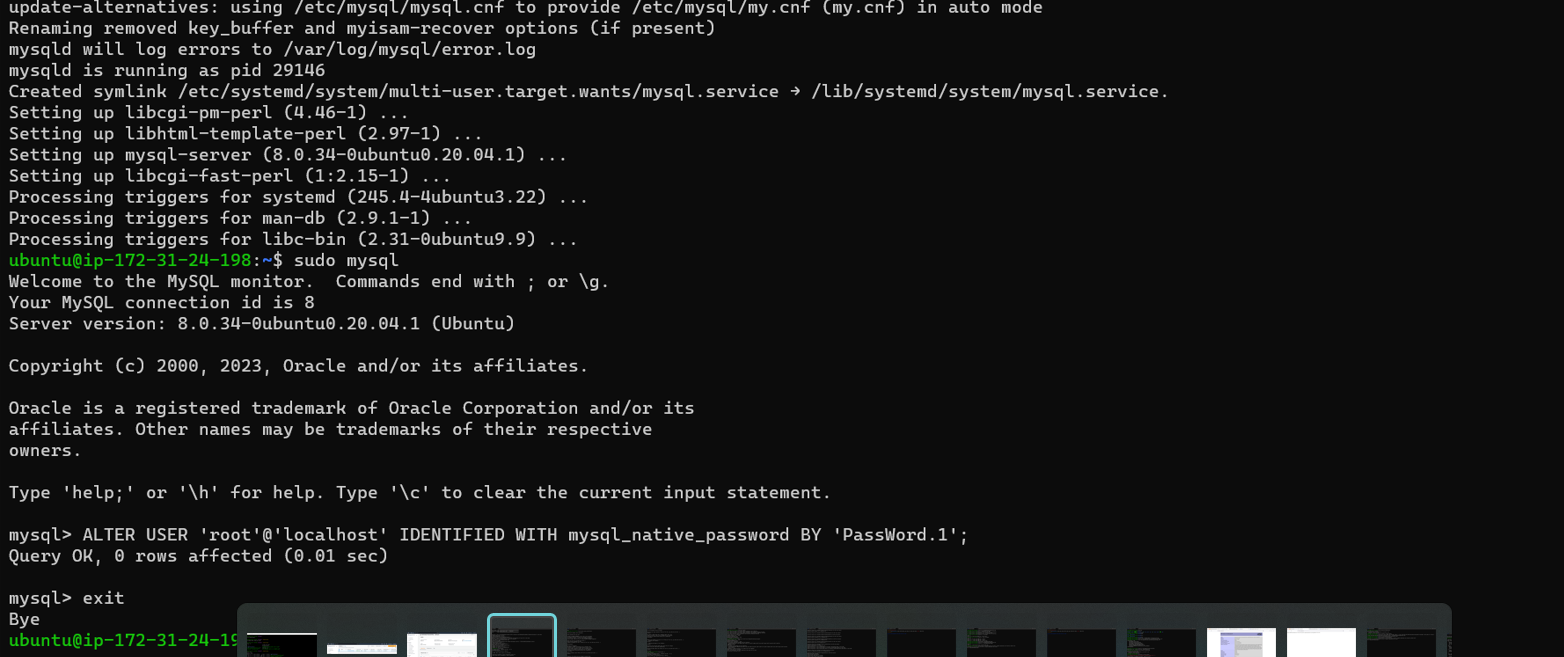 update-alternatives: using /etc/mysql/mysql.cnf to provide /etc/mysql/my.cnf (my.cnf) in auto mode
Renaming removed key_buffer and myisam-recover options (if present)
mysqld will log errors to /var/log/mysql/error.log
mysqld is running as pid 29146
Created symlink /etc/systemd/system/multi-user.target.wants/mysql.service → /lib/systemd/system/mysql.service.
Setting up libcgi-pm-perl (4.46-1) ...
Setting up libhtml-template-perl (2.97-1) ...
Setting up mysql-server (8.0.34-0ubuntu0.20.04.1) ...
Setting up libcgi-fast-perl (1:2.15-1) ...
Processing triggers for systemd (245.4-4ubuntu3.22) ...
Processing triggers for man-db (2.9.1-1) ...
Processing triggers for libc-bin (2.31-0ubuntu9.9) ...
ubuntu@ip-172-31-24-198:~$ sudo mysql
Welcome to the MySQL monitor.  Commands end with ; or \g.
Your MySQL connection id is 8
Server version: 8.0.34-0ubuntu0.20.04.1 (Ubuntu)
Copyright (c) 2000, 2023, Oracle and/or its affiliates.
Oracle is a registered trademark of Oracle Corporation and/or its
affiliates. Other names may be trademarks of their respective
owners.
Type 'help;' or '\h' for help. Type '\c' to clear the current input statement.
mysql> ALTER USER 'root'@'localhost' IDENTIFIED WITH mysql_native_password BY 'PassWord.1';
Query OK, 0 rows affected (0.01 sec)
mysql> exit
Bye
ubuntu@ip-172-31-24-19